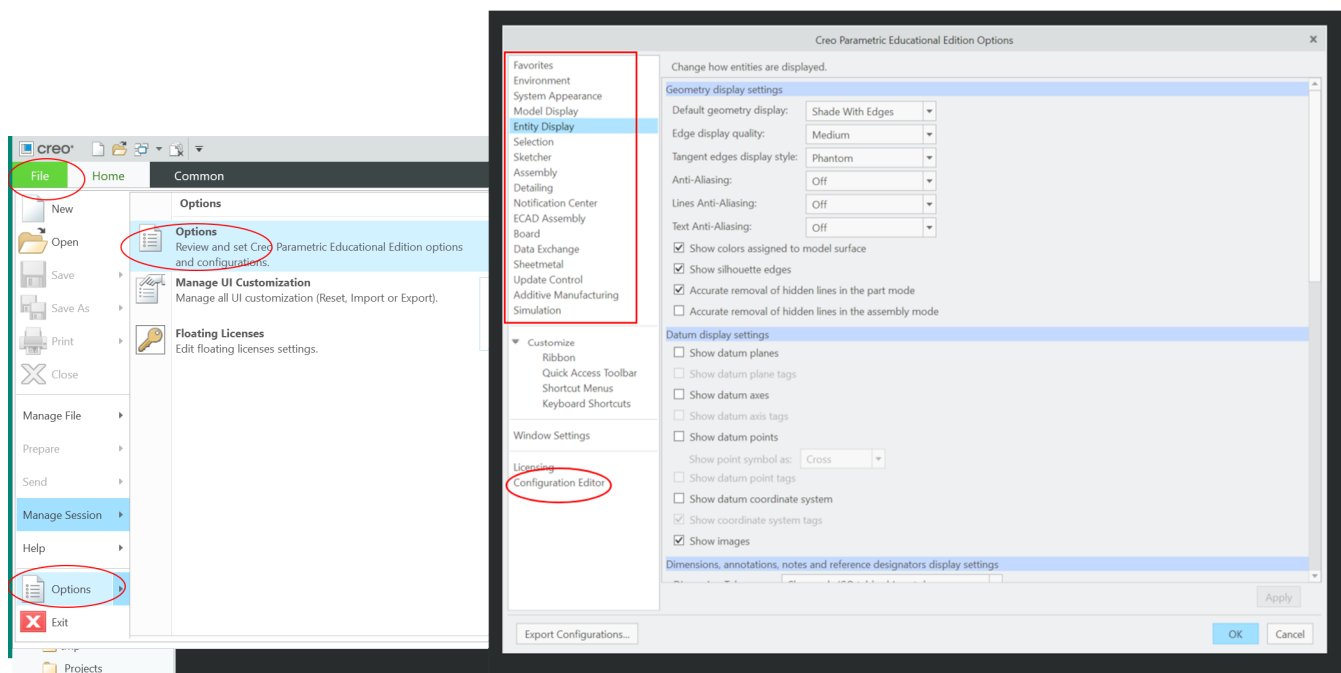 creo®
File
Home
Common
New
Open
Save
Save As
Print
Close
Manage File
Prepare
Send
Manage Session
Help
Options
Exit
Projects
Options
Options
Review and set Creo Parametric Educational Edition options
and configurations.
Manage UI Customization
Manage all UI customization (Reset, Import or Export).
Floating Licenses
Edit floating licenses settings.
Creo Parametric Educational Edition Options
Favorites
Environment
System Appearance
Model Display
Entity Display
Selection
Sketcher
Assembly
Detailing
Notification Center
ECAD Assembly
Board
Data Exchange
Sheetmetal
Update Control
Additive Manufacturing
Simulation
Customize
Ribbon
Quick Access Toolbar
Shortcut Menus
Keyboard Shortcuts
Window Settings
Licensing
Configuration Editor
Change how entities are displayed.
Geometry display settings
Default geometry display: Shade With Edges
Edge display quality: Medium
Tangent edges display style: Phantom
Anti-Aliasing: Off
Lines Anti-Aliasing: Off
Text Anti-Aliasing: Off
Show colors assigned to model surface
Show silhouette edges
Accurate removal of hidden lines in the part mode
Accurate removal of hidden lines in the assembly mode
Datum display settings
Show datum planes
Show datum plane tags
Show datum axes
Show datum axis tags
Show datum points
Show point symbol as: Cross
Show datum point tags
Show datum coordinate system
Show coordinate system tags
Show images
Dimensions, annotations, notes and reference designators display settings
Apply
Export Configurations...
OK
Cancel